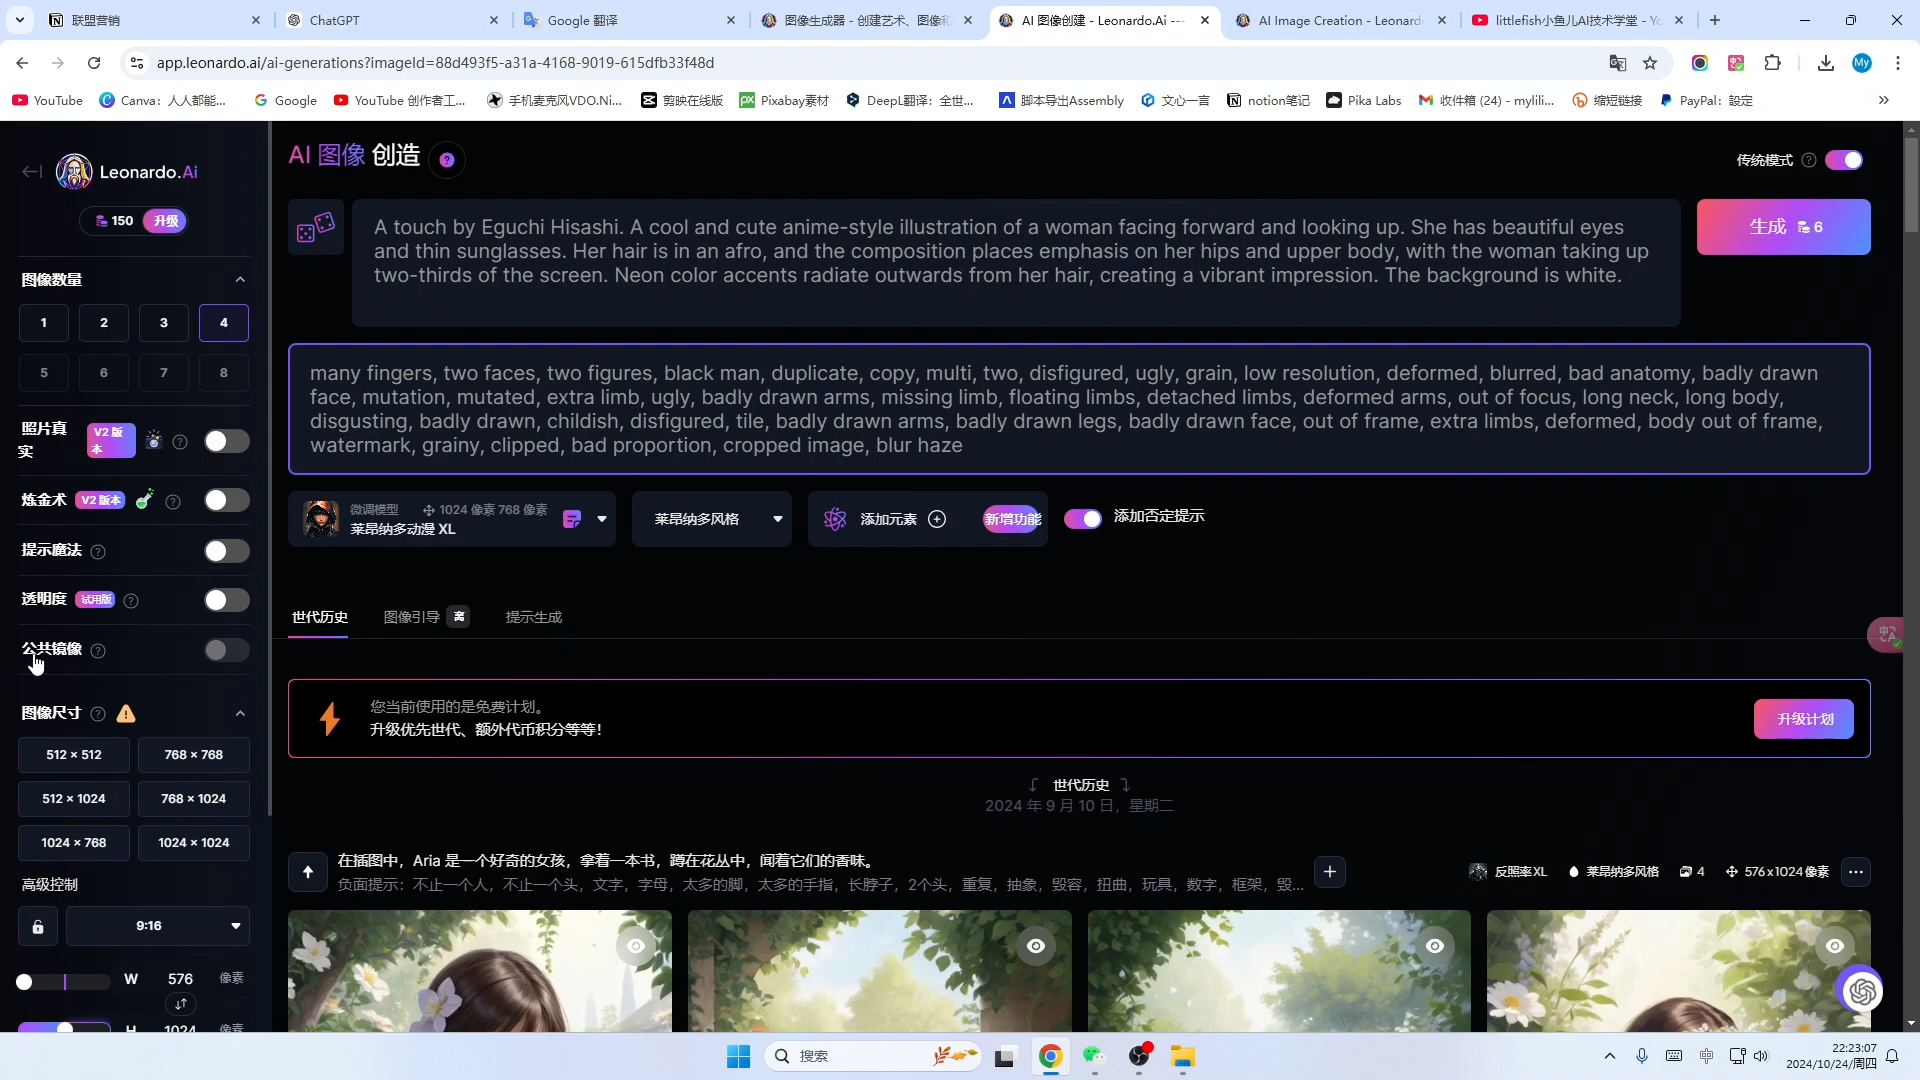 联盟营销
ChatGPT
Google 翻译
图像生成器 - 创建艺术、图像和
AI 图像创建 - Leonardo.Ai ---
AI Image Creation - Leonardo
littlefish小鱼儿AI技术学堂 - Yo
app.leonardo.ai/ai-generations?imageId=88d493f5-a31a-4168-9019-615dfb33f48d
My
YouTube
Canva：人人都能...
Google
YouTube 创作者工...
手机麦克风VDO.Ni...
剪映在线版
Pixabay素材
DeepL翻译：全世...
脚本导出Assembly
文心一言
notion笔记
Pika Labs
收件箱 (24) - mylili...
缩短链接
PayPal：設定
Leonardo.Ai
150
升级
AI 图像 创造
传统模式
A touch by Eguchi Hisashi. A cool and cute anime-style illustration of a woman facing forward and looking up. She has beautiful eyes
and thin sunglasses. Her hair is in an afro, and the composition places emphasis on her hips and upper body, with the woman taking up
two-thirds of the screen. Neon color accents radiate outwards from her hair, creating a vibrant impression. The background is white.
生成 6
图像数量
1 2 3 4
5 6 7 8
many fingers, two faces, two figures, black man, duplicate, copy, multi, two, disfigured, ugly, grain, low resolution, deformed, blurred, bad anatomy, badly drawn
face, mutation, mutated, extra limb, ugly, badly drawn arms, missing limb, floating limbs, detached limbs, deformed arms, out of focus, long neck, long body,
disgusting, badly drawn, childish, disfigured, tile, badly drawn arms, badly drawn legs, badly drawn face, out of frame, extra limbs, deformed, body out of frame,
watermark, grainy, clipped, bad proportion, cropped image, blur haze
照片真实
V2 版本
炼金术 V2 版本
提示魔法
透明度 试用版
公共镜像
微调模型
1024 像素 768 像素
莱昂纳多动漫 XL
莱昂纳多风格
添加元素
新增功能
添加否定提示
世代历史
图像引导
离
提示生成
您当前使用的是免费计划。
升级优先世代、额外代币积分等等！
升级计划
世代历史
2024 年 9 月 10 日，星期二
图像尺寸
512 × 512
768 × 768
512 × 1024
768 × 1024
1024 × 768
1024 × 1024
高级控制
9:16
W 576 像素
H 1024 像素
在插图中，Aria 是一个好奇的女孩，拿着一本书，蹲在花丛中，闻着它们的香味。
负面提示：不止一个人，不止一个头，文字，字母，太多的脚，太多的手指，长脖子，2个头，重复，抽象，毁容，扭曲，玩具，数字，框架，毁...
反照率XL
莱昂纳多风格
4
576x1024 像素
搜索
中
22:23:07
2024/10/24/周四